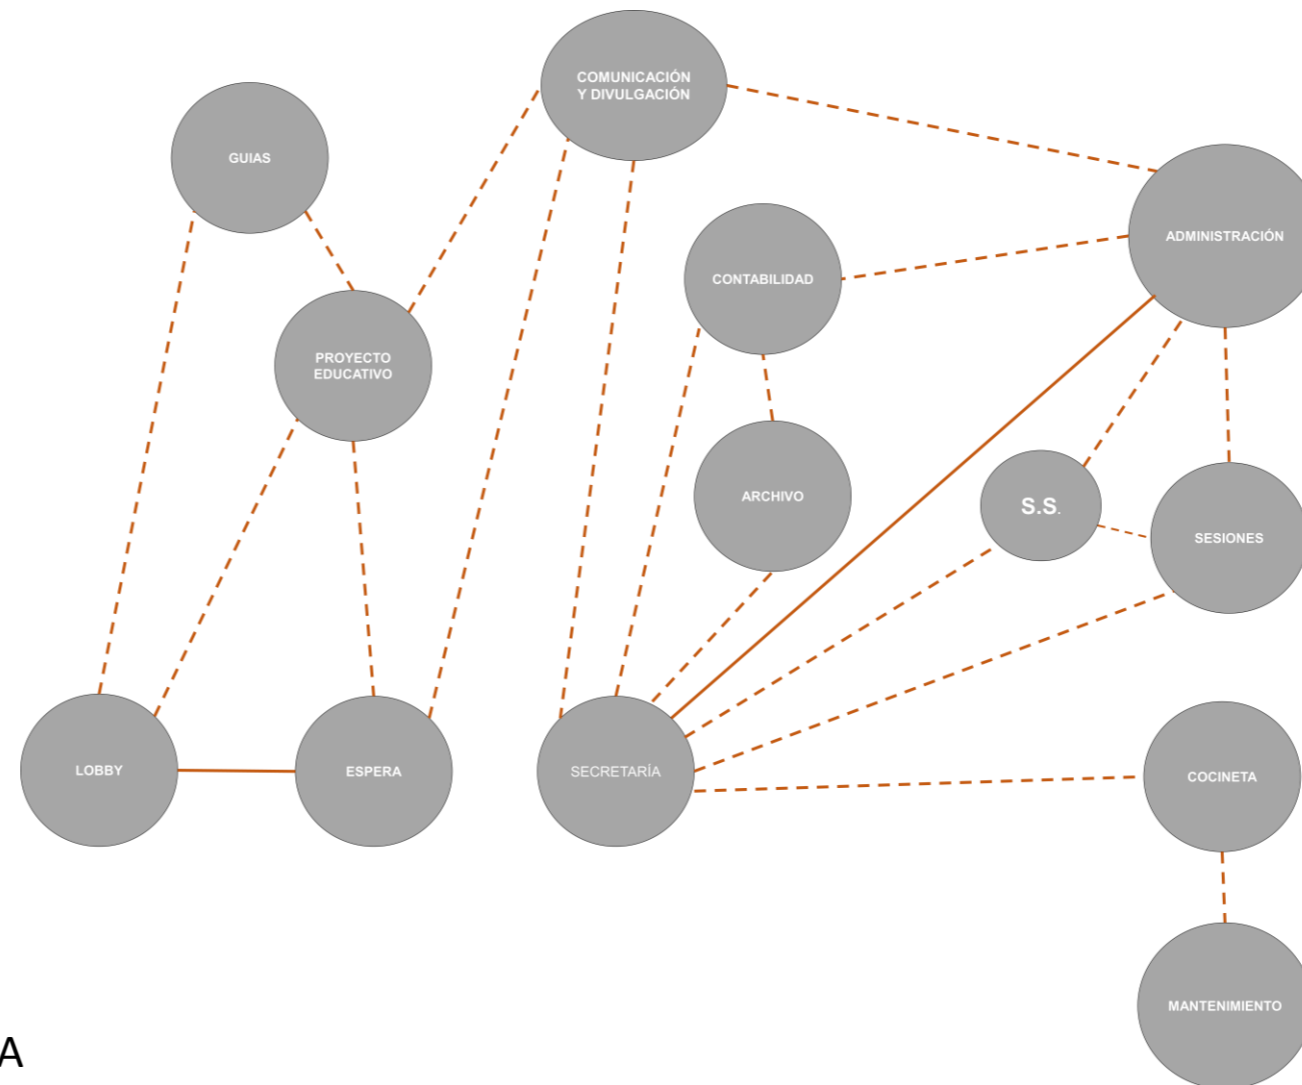 COMUNICACIÓN
Y DIVULGACIÓN
GUIAS
ADMINISTRACIÓN
CONTABILIDAD
PROYECTO
EDUCATIVO
ARCHIVO
S.S.
SESIONES
LOBBY
ESPERA
SECRETARÍA
COCINETA
MANTENIMIENTO
A